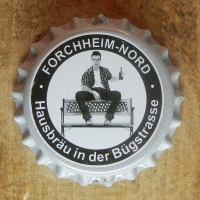 · FORCHHEIM-NORD ·
Hausbräu in der Bügstrasse